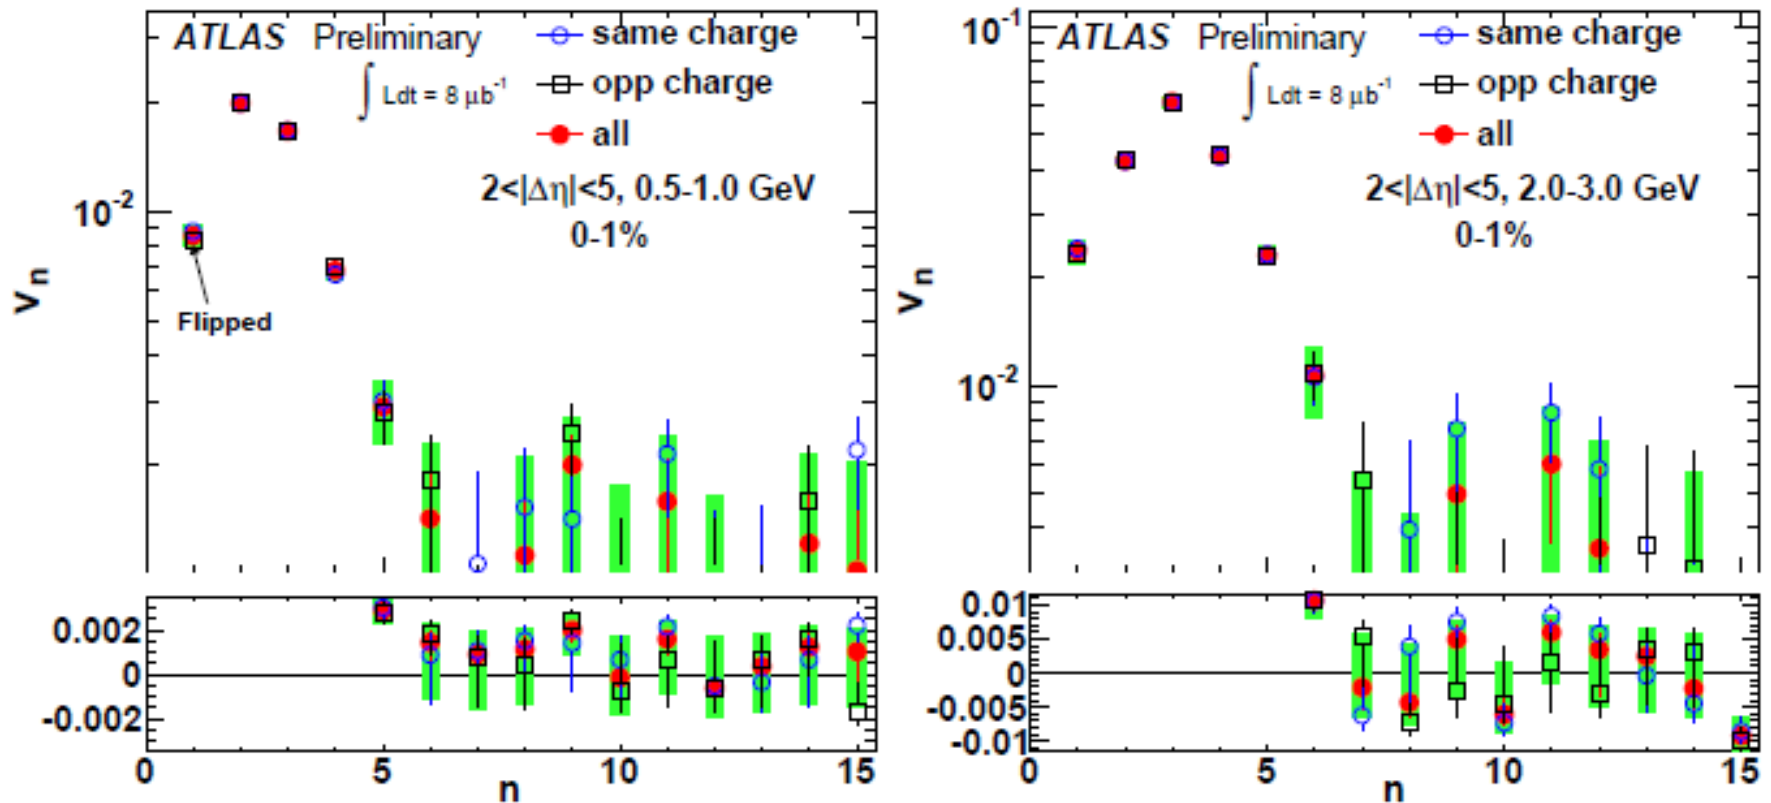 ATLAS Preliminary
∫ Ldt = 8 μb⁻¹
same charge
opp charge
all
2<|Δη|<5, 0.5-1.0 GeV
0-1%
Flipped
10⁻²
vₙ
0.002
0
-0.002
0 5 10 15
n
ATLAS Preliminary
∫ Ldt = 8 μb⁻¹
same charge
opp charge
all
2<|Δη|<5, 2.0-3.0 GeV
0-1%
10⁻¹
10⁻²
vₙ
0.01
0.005
0
-0.005
-0.01
0 5 10 15
n